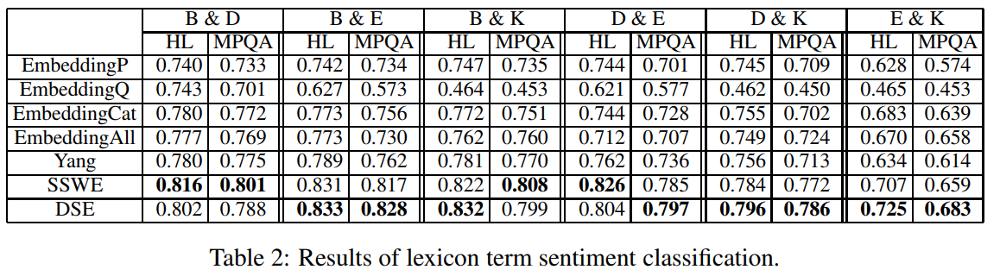 B & D B & E B & K D & E D & K E & K
HL MPQA HL MPQA HL MPQA HL MPQA HL MPQA HL MPQA
EmbeddingP 0.740 0.733 0.742 0.734 0.747 0.735 0.744 0.701 0.745 0.709 0.628 0.574
EmbeddingQ 0.743 0.701 0.627 0.573 0.464 0.453 0.621 0.577 0.462 0.450 0.465 0.453
EmbeddingCat 0.780 0.772 0.773 0.756 0.772 0.751 0.744 0.728 0.755 0.702 0.683 0.639
EmbeddingAll 0.777 0.769 0.773 0.730 0.762 0.760 0.712 0.707 0.749 0.724 0.670 0.658
Yang 0.780 0.775 0.789 0.762 0.781 0.770 0.762 0.736 0.756 0.713 0.634 0.614
SSWE 0.816 0.801 0.831 0.817 0.822 0.808 0.826 0.785 0.784 0.772 0.707 0.659
DSE 0.802 0.788 0.833 0.828 0.832 0.799 0.804 0.797 0.796 0.786 0.725 0.683
Table 2: Results of lexicon term sentiment classification.